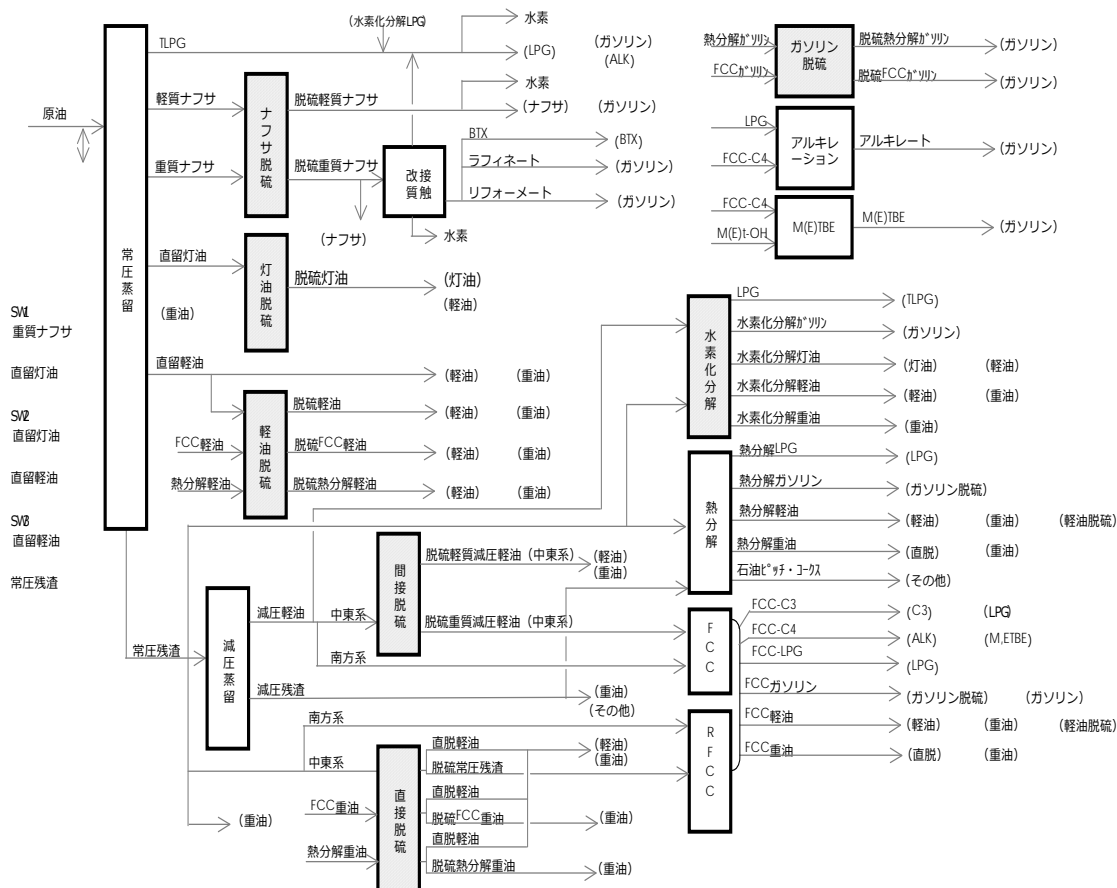 原油
常圧蒸留
SW1
重質ナフサ
直留灯油
SW2
直留灯油
直留軽油
SW3
直留軽油
常圧残渣
TLPG
(水素化分解LPG)
水素
(LPG) (ガソリン)
(ALK)
軽質ナフサ
重質ナフサ
ナフサ脱硫
脱硫軽質ナフサ
水素
(ナフサ) (ガソリン)
脱硫重質ナフサ
(ナフサ)
接触改質
BTX
(BTX)
ラフィネート
(ガソリン)
リフォーメート
(ガソリン)
水素
直留灯油
灯油脱硫
脱硫灯油
(灯油)
(軽油)
(重油)
直留軽油
(軽油) (重油)
軽油脱硫
脱硫軽油
(軽油) (重油)
FCC軽油
脱硫FCC軽油
(軽油) (重油)
熱分解軽油
脱硫熱分解軽油
(軽油) (重油)
常圧残渣
減圧蒸留
減圧軽油
中東系
南方系
間接脱硫
脱硫軽質減圧軽油(中東系)
(軽油)
(重油)
脱硫重質減圧軽油(中東系)
減圧残渣
(重油)
(その他)
南方系
中東系
(重油)
直接脱硫
直脱軽油
(軽油)
(重油)
脱硫常圧残渣
FCC重油
直脱軽油
脱硫FCC重油
(重油)
熱分解重油
直脱軽油
脱硫熱分解重油
(重油)
熱分解ガソリン
FCCガソリン
ガソリン脱硫
脱硫熱分解ガソリン
(ガソリン)
脱硫FCCガソリン
(ガソリン)
LPG
FCC-C4
アルキレーション
アルキレート
(ガソリン)
FCC-C4
M(E)t-OH
M(E)TBE
M(E)TBE
(ガソリン)
水素化分解
LPG
(TLPG)
水素化分解ガソリン
(ガソリン)
水素化分解灯油
(灯油) (軽油)
水素化分解軽油
(軽油) (重油)
水素化分解重油
(重油)
熱分解
熱分解LPG
(LPG)
熱分解ガソリン
(ガソリン脱硫)
熱分解軽油
(軽油) (重油) (軽油脱硫)
熱分解重油
(直脱) (重油)
石油ピッチ・コークス
(その他)
FCC
RFCC
FCC-C3
(C3) (LPG)
FCC-C4
(ALK) (M,ETBE)
FCC-LPG
(LPG)
FCCガソリン
(ガソリン脱硫) (ガソリン)
FCC軽油
(軽油) (重油) (軽油脱硫)
FCC重油
(直脱) (重油)